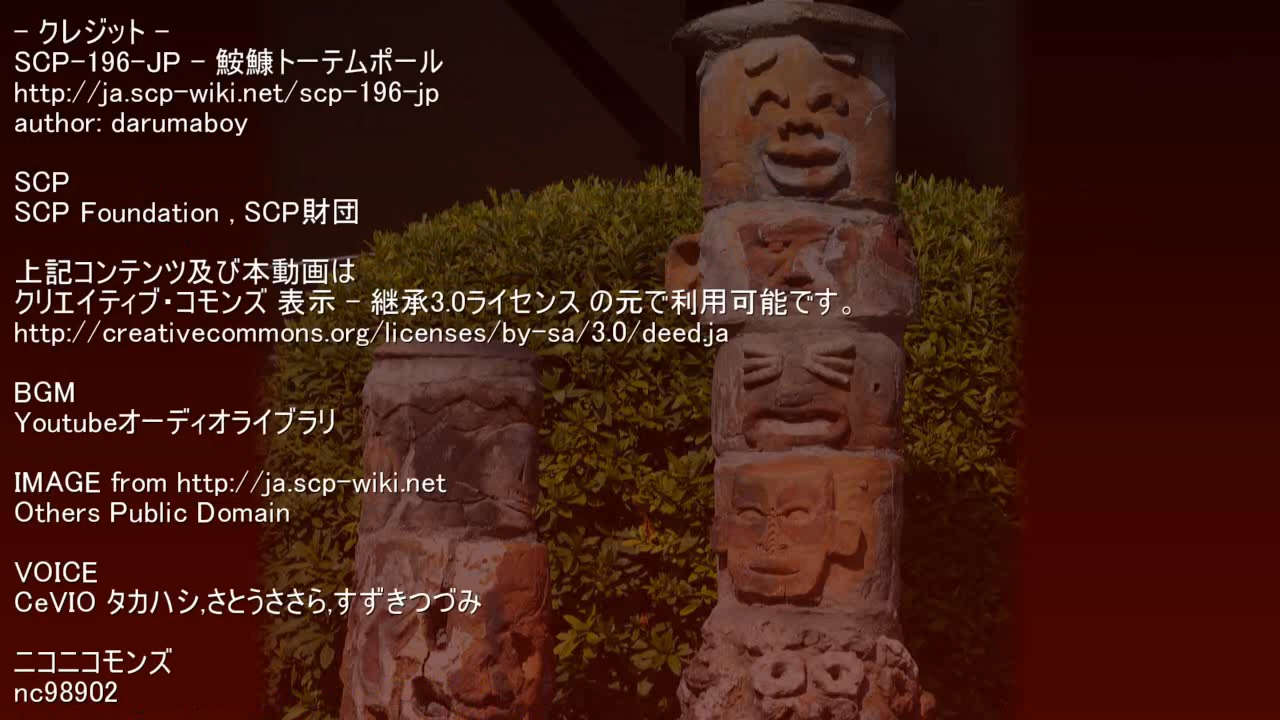 - クレジット -
SCP-196-JP - 鮟鱇トーテムポール
http://ja.scp-wiki.net/scp-196-jp
author: darumaboy
SCP
SCP Foundation , SCP財団
上記コンテンツ及び本動画は
クリエイティブ・コモンズ 表示 - 継承3.0ライセンス の元で利用可能です。
http://creativecommons.org/licenses/by-sa/3.0/deed.ja
BGM
Youtubeオーディオライブラリ
IMAGE from http://ja.scp-wiki.net
Others Public Domain
VOICE
CeVIO タカハシ,さとうささら,すずきつづみ
ニコニコモンズ
nc98902